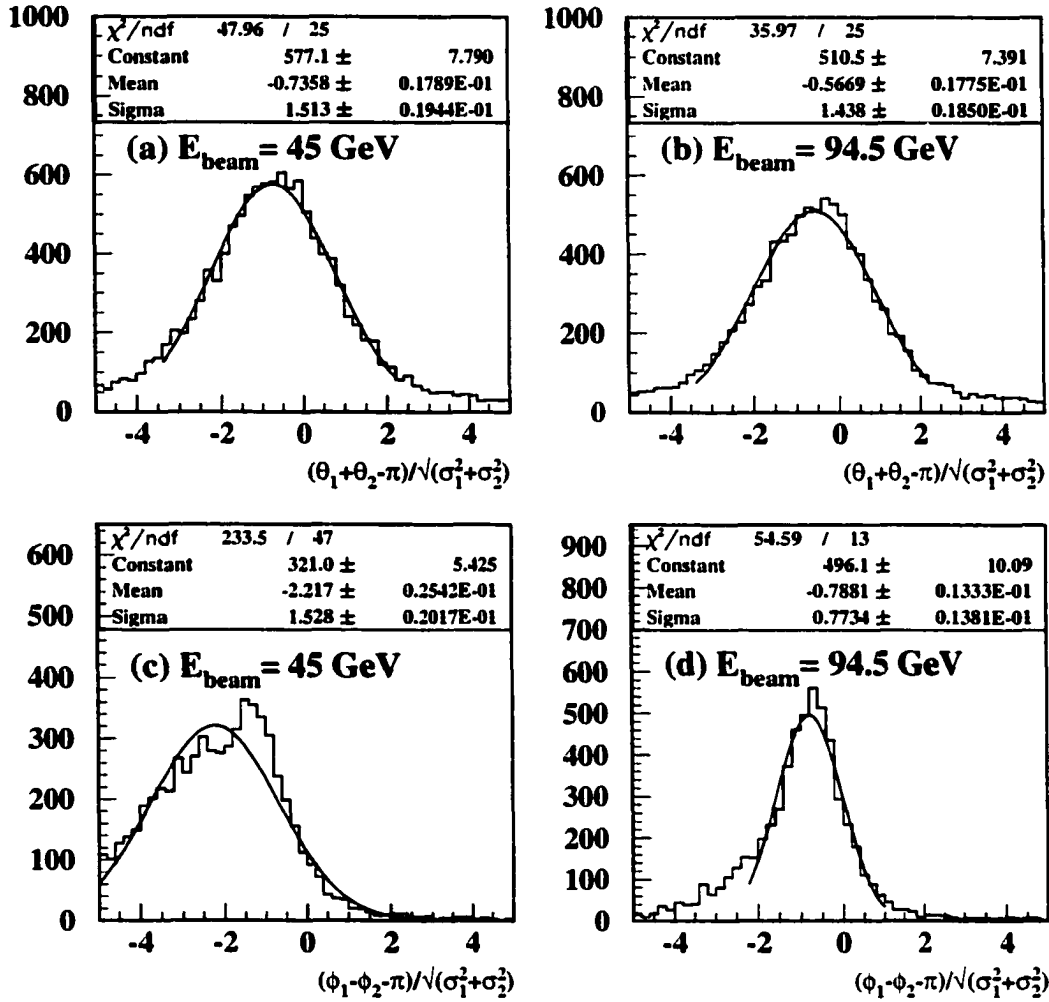 χ²/ndf 47.96 / 25
Constant 577.1 ± 7.790
Mean -0.7358 ± 0.1789E-01
Sigma 1.513 ± 0.1944E-01
(a) E_beam = 45 GeV
1000
800
600
400
200
0
-4 -2 0 2 4
(θ₁+θ₂-π)/√(σ₁²+σ₂²)
χ²/ndf 35.97 / 25
Constant 510.5 ± 7.391
Mean -0.5669 ± 0.1775E-01
Sigma 1.438 ± 0.1850E-01
(b) E_beam = 94.5 GeV
1000
800
600
400
200
0
-4 -2 0 2 4
(θ₁+θ₂-π)/√(σ₁²+σ₂²)
χ²/ndf 233.5 / 47
Constant 321.0 ± 5.425
Mean -2.217 ± 0.2542E-01
Sigma 1.528 ± 0.2017E-01
(c) E_beam = 45 GeV
600
500
400
300
200
100
0
-4 -2 0 2 4
(ϕ₁-ϕ₂-π)/√(σ₁²+σ₂²)
χ²/ndf 54.59 / 13
Constant 496.1 ± 10.09
Mean -0.7881 ± 0.1333E-01
Sigma 0.7734 ± 0.1381E-01
(d) E_beam = 94.5 GeV
900
800
700
600
500
400
300
200
100
0
-4 -2 0 2 4
(ϕ₁-ϕ₂-π)/√(σ₁²+σ₂²)